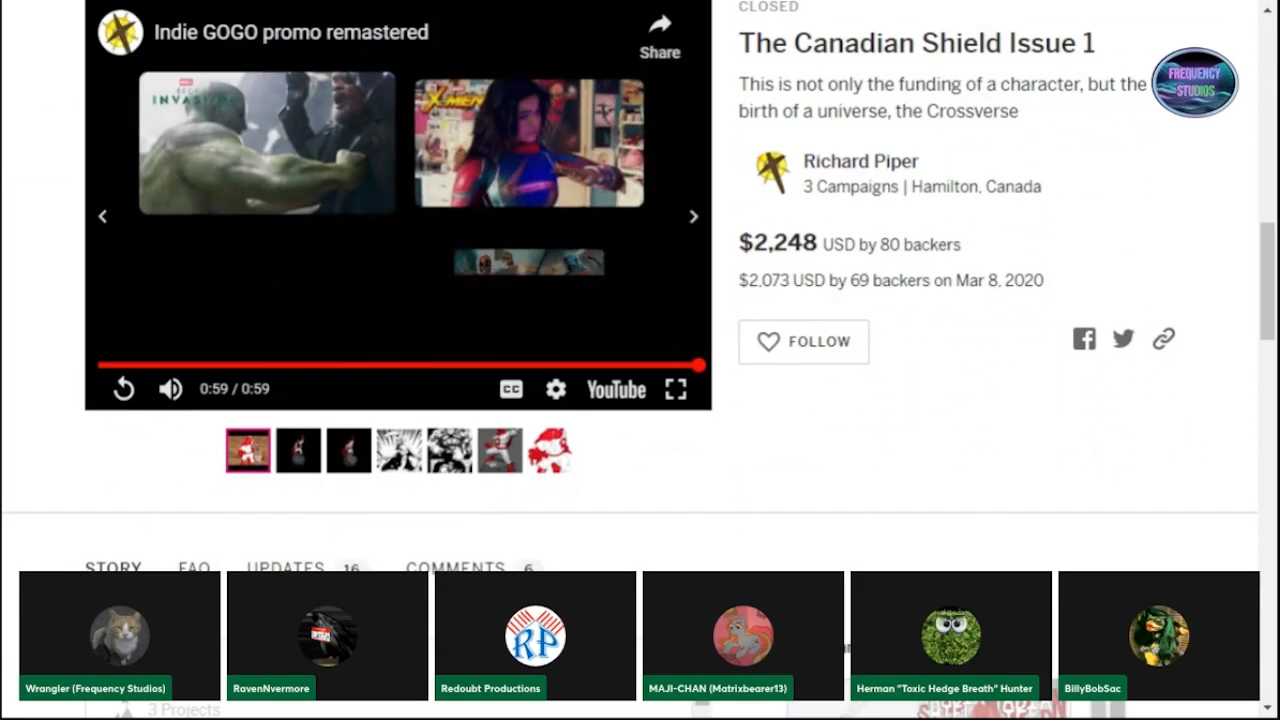 Indie GOGO promo remastered
Share
INVASION
X-MEN
0:59 / 0:59
CC
YouTube
CLOSED
The Canadian Shield Issue 1
This is not only the funding of a character, but the
birth of a universe, the Crossverse
FREQUENCY
STUDIOS
Richard Piper
3 Campaigns | Hamilton, Canada
$2,248 USD by 80 backers
$2,073 USD by 69 backers on Mar 8, 2020
FOLLOW
STORY FAQ UPDATES 16 COMMENTS 6
RP
Wrangler (Frequency Studios)
RavenNvermore
Redoubt Productions
MAJI-CHAN (Matrixbearer13)
Herman "Toxic Hedge Breath" Hunter
BillyBobSac
3 Projects